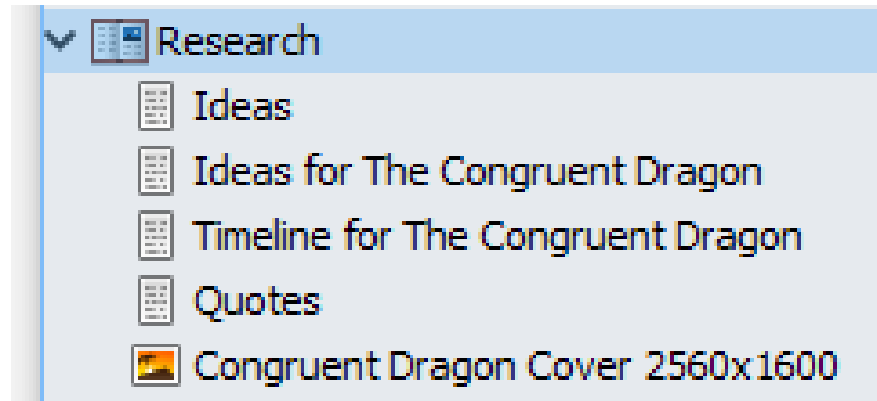 Research
Ideas
Ideas for The Congruent Dragon
Timeline for The Congruent Dragon
Quotes
Congruent Dragon Cover 2560x1600